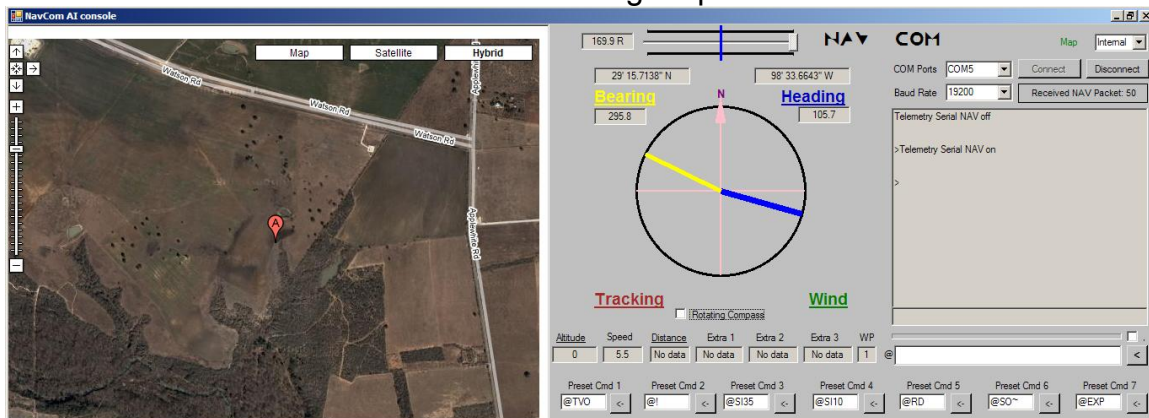 NavCom AI console
Map
Satellite
Hybrid
Watson Rd
Watson Rd
Watson Rd
Applewhite Rd
Applewhite Rd
A
169.9 R
NAV COM
Map
Internal
29' 15.7138" N
98' 33.6643" W
COM Ports
COM5
Connect
Disconnect
Bearing
N
Heading
Baud Rate
19200
Received NAV Packet: 50
295.8
105.7
Telemetry Serial NAV off
>Telemetry Serial NAV on
>
Tracking
Wind
Rotating Compass
Altitude Speed Distance Extra 1 Extra 2 Extra 3 WP
0 5.5 No data No data No data No data 1 @ <
Preset Cmd 1 Preset Cmd 2 Preset Cmd 3 Preset Cmd 4 Preset Cmd 5 Preset Cmd 6 Preset Cmd 7
@TVO <- @! <- @SI35 <- @SI10 <- @RD <- @SO~ <- @EXP <-